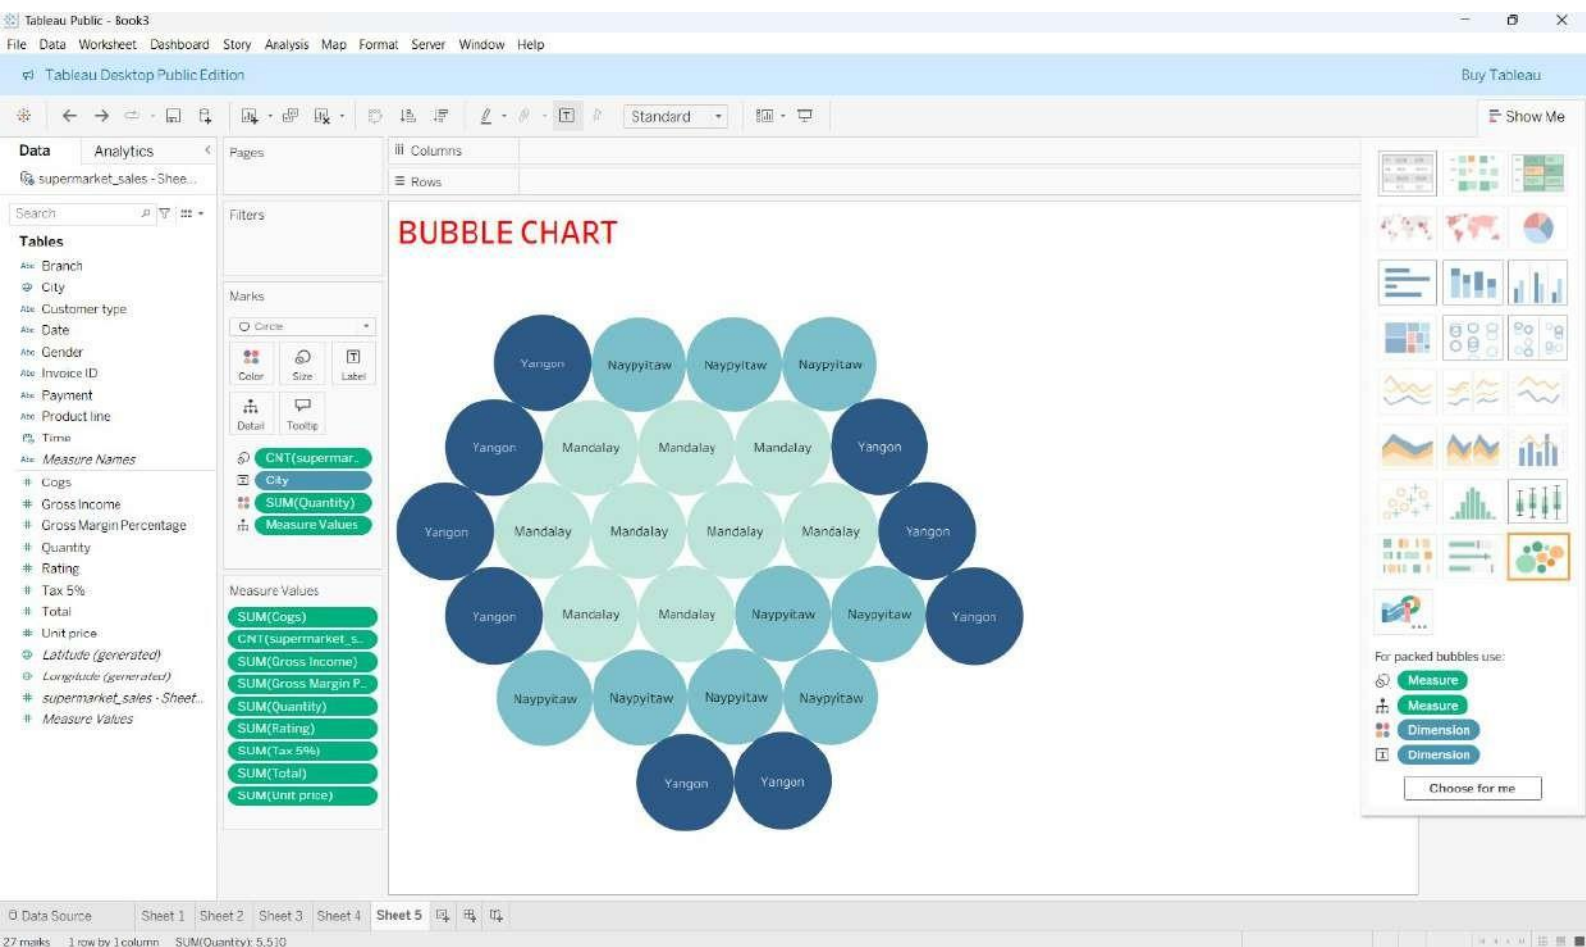 Tableau Public - Book3
File Data Worksheet Dashboard Story Analysis Map Format Server Window Help
Tableau Desktop Public Edition
Buy Tableau
Standard
Show Me
Data Analytics
supermarket_sales - Shee...
Search
Tables
Abc Branch
City
Abc Customer type
Abc Date
Abc Gender
Abc Invoice ID
Abc Payment
Abc Product line
Time
Abc Measure Names
# Cogs
# Gross Income
# Gross Margin Percentage
# Quantity
# Rating
# Tax 5%
# Total
# Unit price
Latitude (generated)
Longitude (generated)
# supermarket_sales - Sheet...
# Measure Values
Pages
Filters
Marks
Circle
Color Size Label
Detail Tooltip
CNT(supermar..
City
SUM(Quantity)
Measure Values
Measure Values
SUM(Cogs)
CNT(supermarket_s..
SUM(Gross Income)
SUM(Gross Margin P..
SUM(Quantity)
SUM(Rating)
SUM(Tax 5%)
SUM(Total)
SUM(Unit price)
Columns
Rows
BUBBLE CHART
Yangon Naypyitaw Naypyitaw Naypyitaw
Yangon Mandalay Mandalay Mandalay Yangon
Yangon Mandalay Mandalay Mandalay Mandalay Yangon
Yangon Mandalay Mandalay Naypyitaw Naypyitaw Yangon
Naypyitaw Naypyitaw Naypyitaw Naypyitaw
Yangon Yangon
For packed bubbles use:
Measure
Measure
Dimension
Dimension
Choose for me
Data Source Sheet 1 Sheet 2 Sheet 3 Sheet 4 Sheet 5
27 marks 1 row by 1 column SUM(Quantity): 5,510